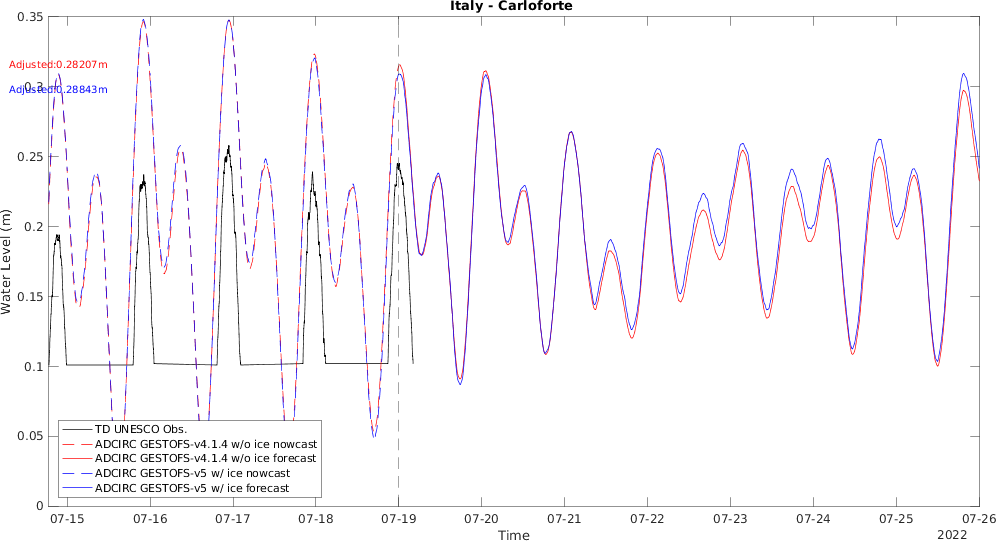 Italy - Carloforte
0.35
Adjusted:0.28207m
0.3
Adjusted:0.28843m
0.25
0.2
0.15
0.1
0.05
0
Water Level (m)
TD UNESCO Obs.
ADCIRC GESTOFS-v4.1.4 w/o ice nowcast
ADCIRC GESTOFS-v4.1.4 w/o ice forecast
ADCIRC GESTOFS-v5 w/ ice nowcast
ADCIRC GESTOFS-v5 w/ ice forecast
07-15 07-16 07-17 07-18 07-19 07-20 07-21 07-22 07-23 07-24 07-25 07-26
Time
2022